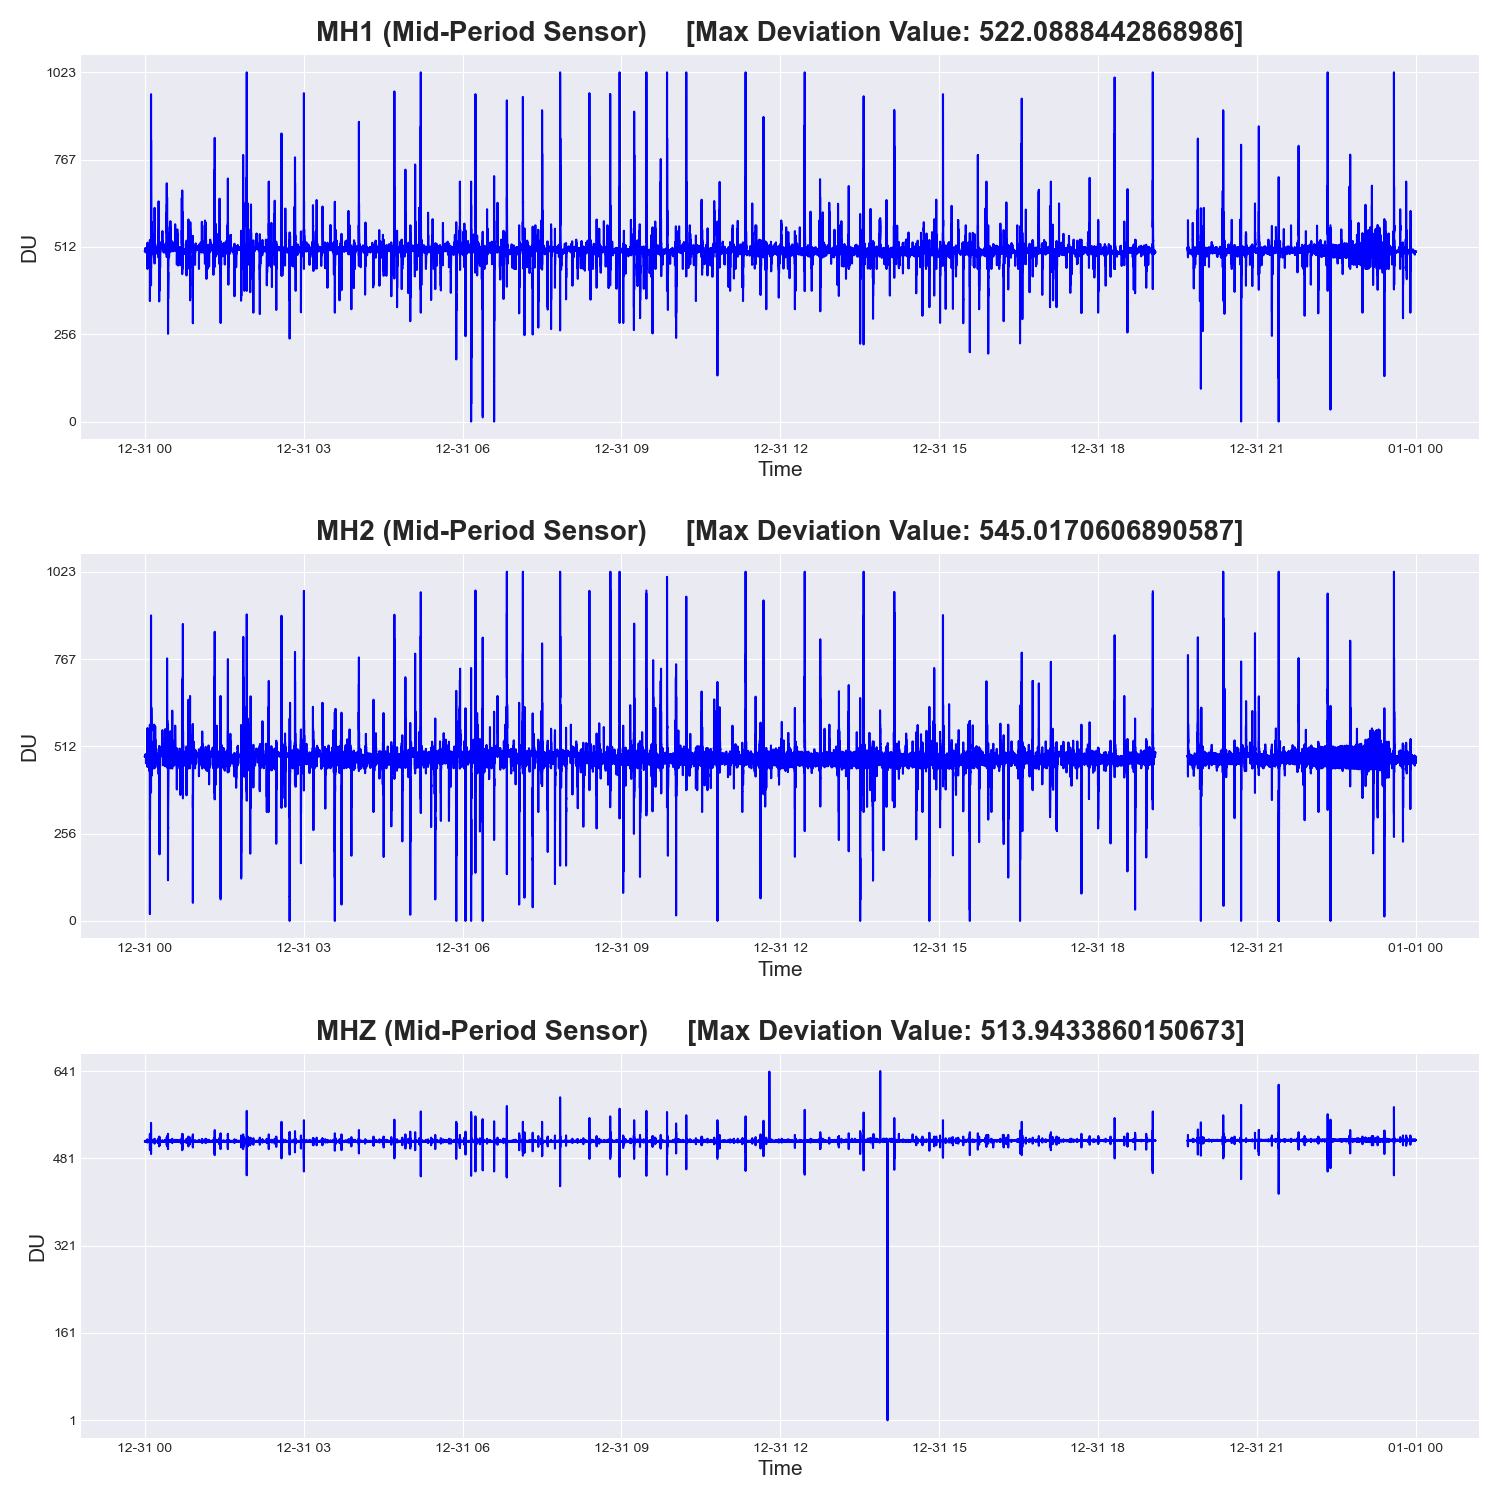 MH1 (Mid-Period Sensor) [Max Deviation Value: 522.0888442868986]
1023
767
512
256
0
DU
12-31 00 12-31 03 12-31 06 12-31 09 12-31 12 12-31 15 12-31 18 12-31 21 01-01 00
Time
MH2 (Mid-Period Sensor) [Max Deviation Value: 545.0170606890587]
1023
767
512
256
0
DU
12-31 00 12-31 03 12-31 06 12-31 09 12-31 12 12-31 15 12-31 18 12-31 21 01-01 00
Time
MHZ (Mid-Period Sensor) [Max Deviation Value: 513.9433860150673]
641
481
321
161
1
DU
12-31 00 12-31 03 12-31 06 12-31 09 12-31 12 12-31 15 12-31 18 12-31 21 01-01 00
Time